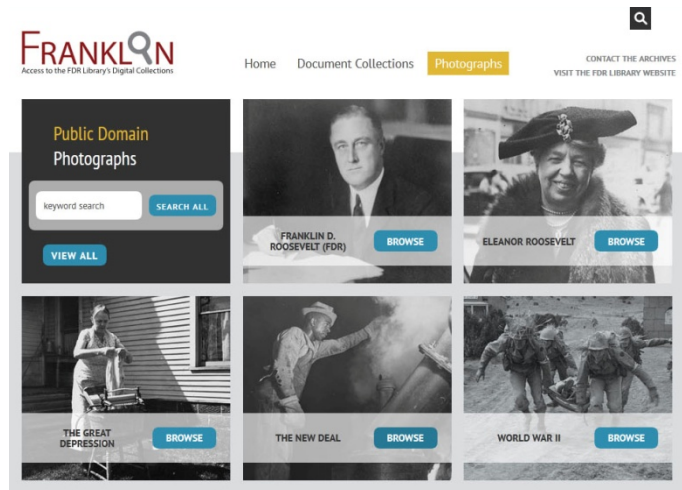 FRANKLIN
Access to the FDR Library's Digital Collections
Home Document Collections Photographs
CONTACT THE ARCHIVES
VISIT THE FDR LIBRARY WEBSITE
Public Domain
Photographs
keyword search SEARCH ALL
VIEW ALL
FRANKLIN D.
ROOSEVELT (FDR) BROWSE
ELEANOR ROOSEVELT BROWSE
THE GREAT
DEPRESSION BROWSE
THE NEW DEAL BROWSE
WORLD WAR II BROWSE